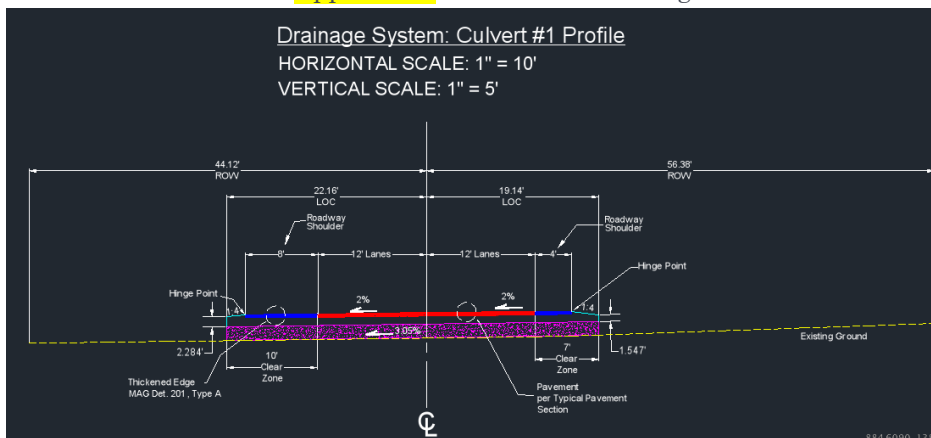 Drainage System: Culvert #1 Profile
HORIZONTAL SCALE: 1" = 10'
VERTICAL SCALE: 1" = 5'
44.12'
ROW
56.38'
ROW
22.16'
LOC
19.14'
LOC
Roadway
Shoulder
Roadway
Shoulder
8'
12' Lanes
12' Lanes
4'
Hinge Point
Hinge Point
2%
2%
1:4
1:4
3.05%
Existing Ground
2.284'
1.547'
10'
Clear
Zone
7'
Clear
Zone
Thickened Edge
MAG Det. 201, Type A
Pavement
per Typical Pavement
Section
℄